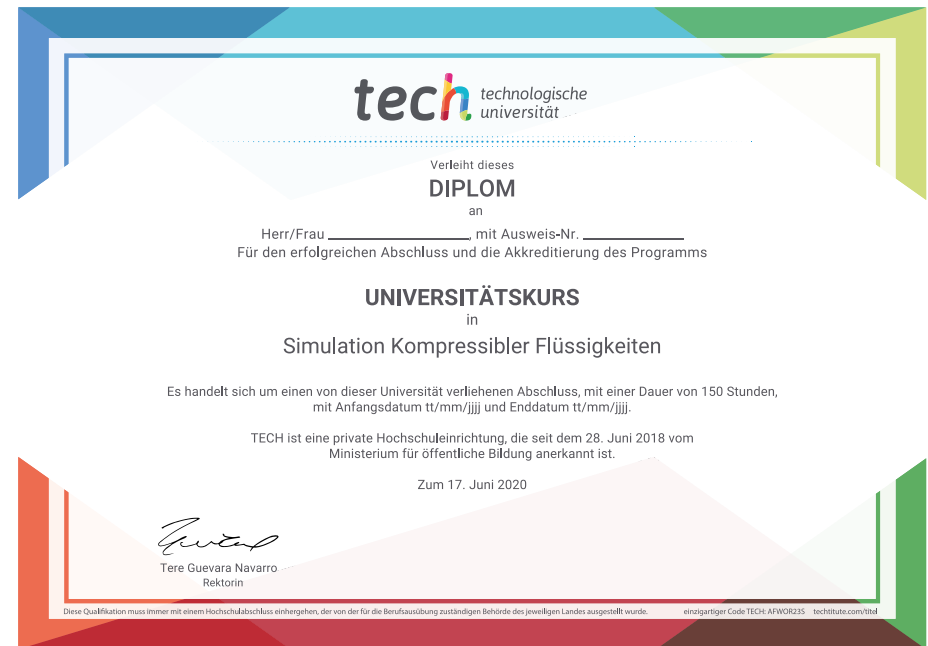 tech technologische
universität
Verleiht dieses
DIPLOM
an
Herr/Frau ____________________, mit Ausweis-Nr. ______________
Für den erfolgreichen Abschluss und die Akkreditierung des Programms
UNIVERSITÄTSKURS
in
Simulation Kompressibler Flüssigkeiten
Es handelt sich um einen von dieser Universität verliehenen Abschluss, mit einer Dauer von 150 Stunden,
mit Anfangsdatum tt/mm/jjjj und Enddatum tt/mm/jjjj.
TECH ist eine private Hochschuleinrichtung, die seit dem 28. Juni 2018 vom
Ministerium für öffentliche Bildung anerkannt ist.
Zum 17. Juni 2020
Tere Guevara Navarro
Rektorin
Diese Qualifikation muss immer mit einem Hochschulabschluss einhergehen, der von der für die Berufsausübung zuständigen Behörde des jeweiligen Landes ausgestellt wurde. einzigartiger Code TECH: AFWOR23S techtitute.com/titel